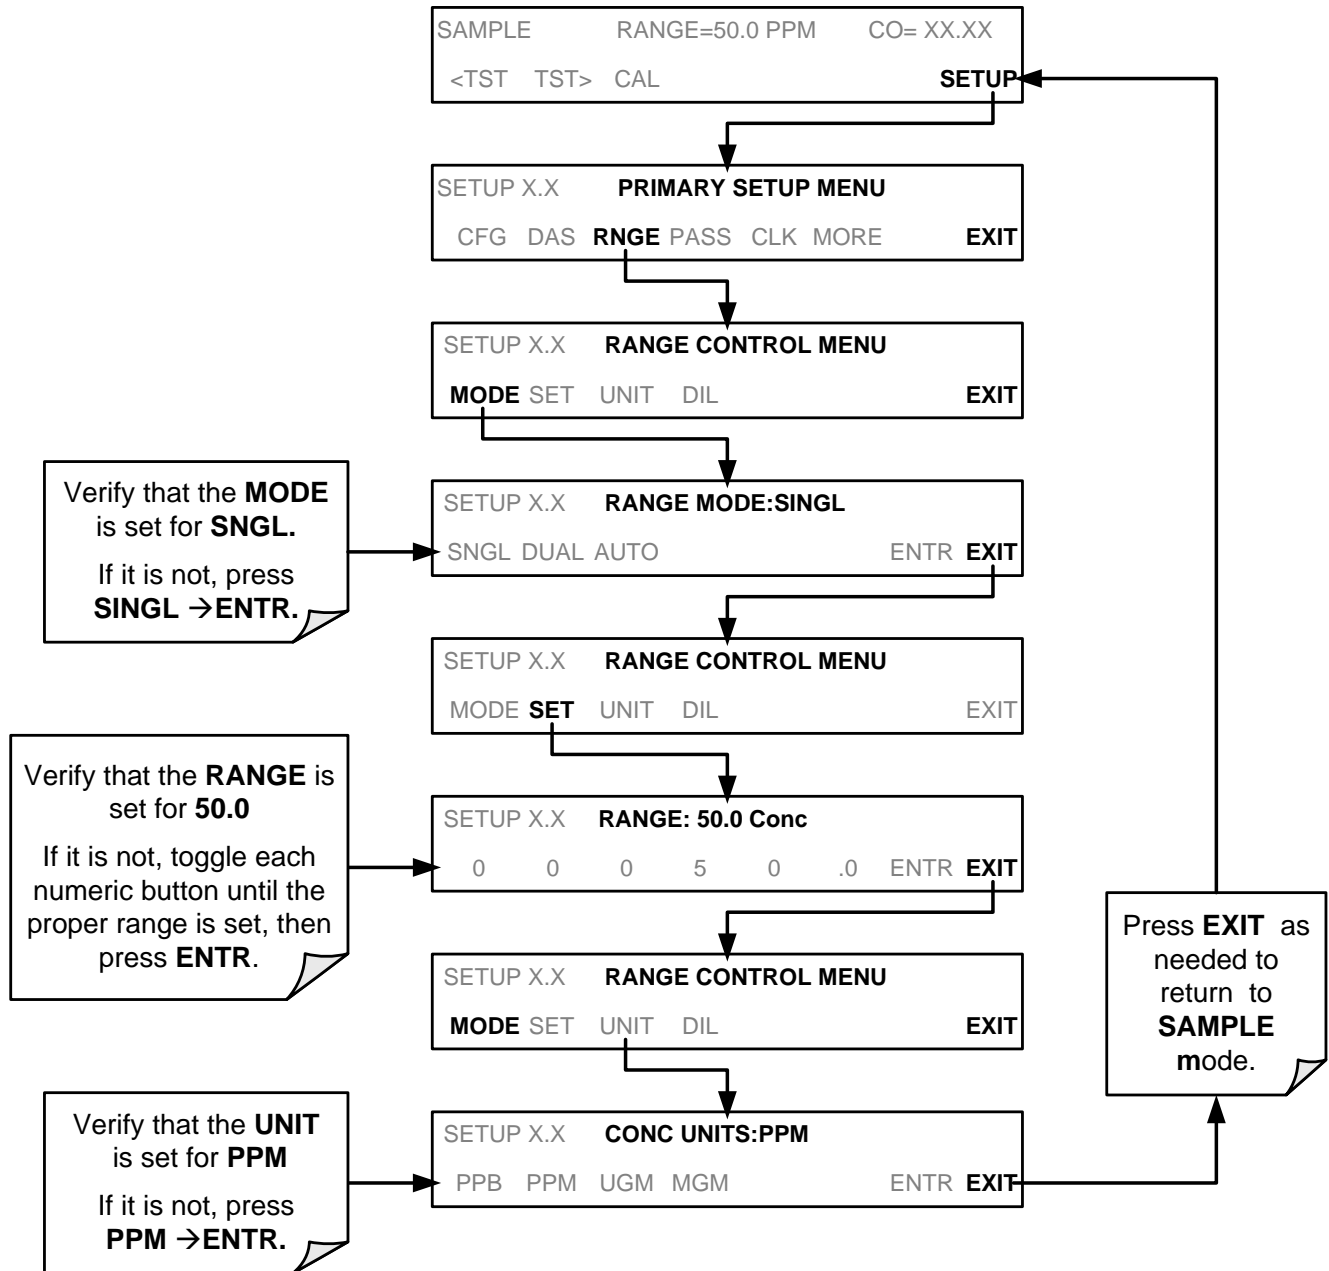 SAMPLE RANGE=50.0 PPM CO= XX.XX
<TST TST> CAL SETUP
SETUP X.X PRIMARY SETUP MENU
CFG DAS RNGE PASS CLK MORE EXIT
SETUP X.X RANGE CONTROL MENU
MODE SET UNIT DIL EXIT
Verify that the MODE
is set for SNGL.
If it is not, press
SINGL →ENTR.
SETUP X.X RANGE MODE:SINGL
SNGL DUAL AUTO ENTR EXIT
SETUP X.X RANGE CONTROL MENU
MODE SET UNIT DIL EXIT
Verify that the RANGE is
set for 50.0
If it is not, toggle each
numeric button until the
proper range is set, then
press ENTR.
SETUP X.X RANGE: 50.0 Conc
0 0 0 5 0 .0 ENTR EXIT
SETUP X.X RANGE CONTROL MENU
MODE SET UNIT DIL EXIT
Press EXIT as
needed to
return to
SAMPLE
mode.
Verify that the UNIT
is set for PPM
If it is not, press
PPM →ENTR.
SETUP X.X CONC UNITS:PPM
PPB PPM UGM MGM ENTR EXIT